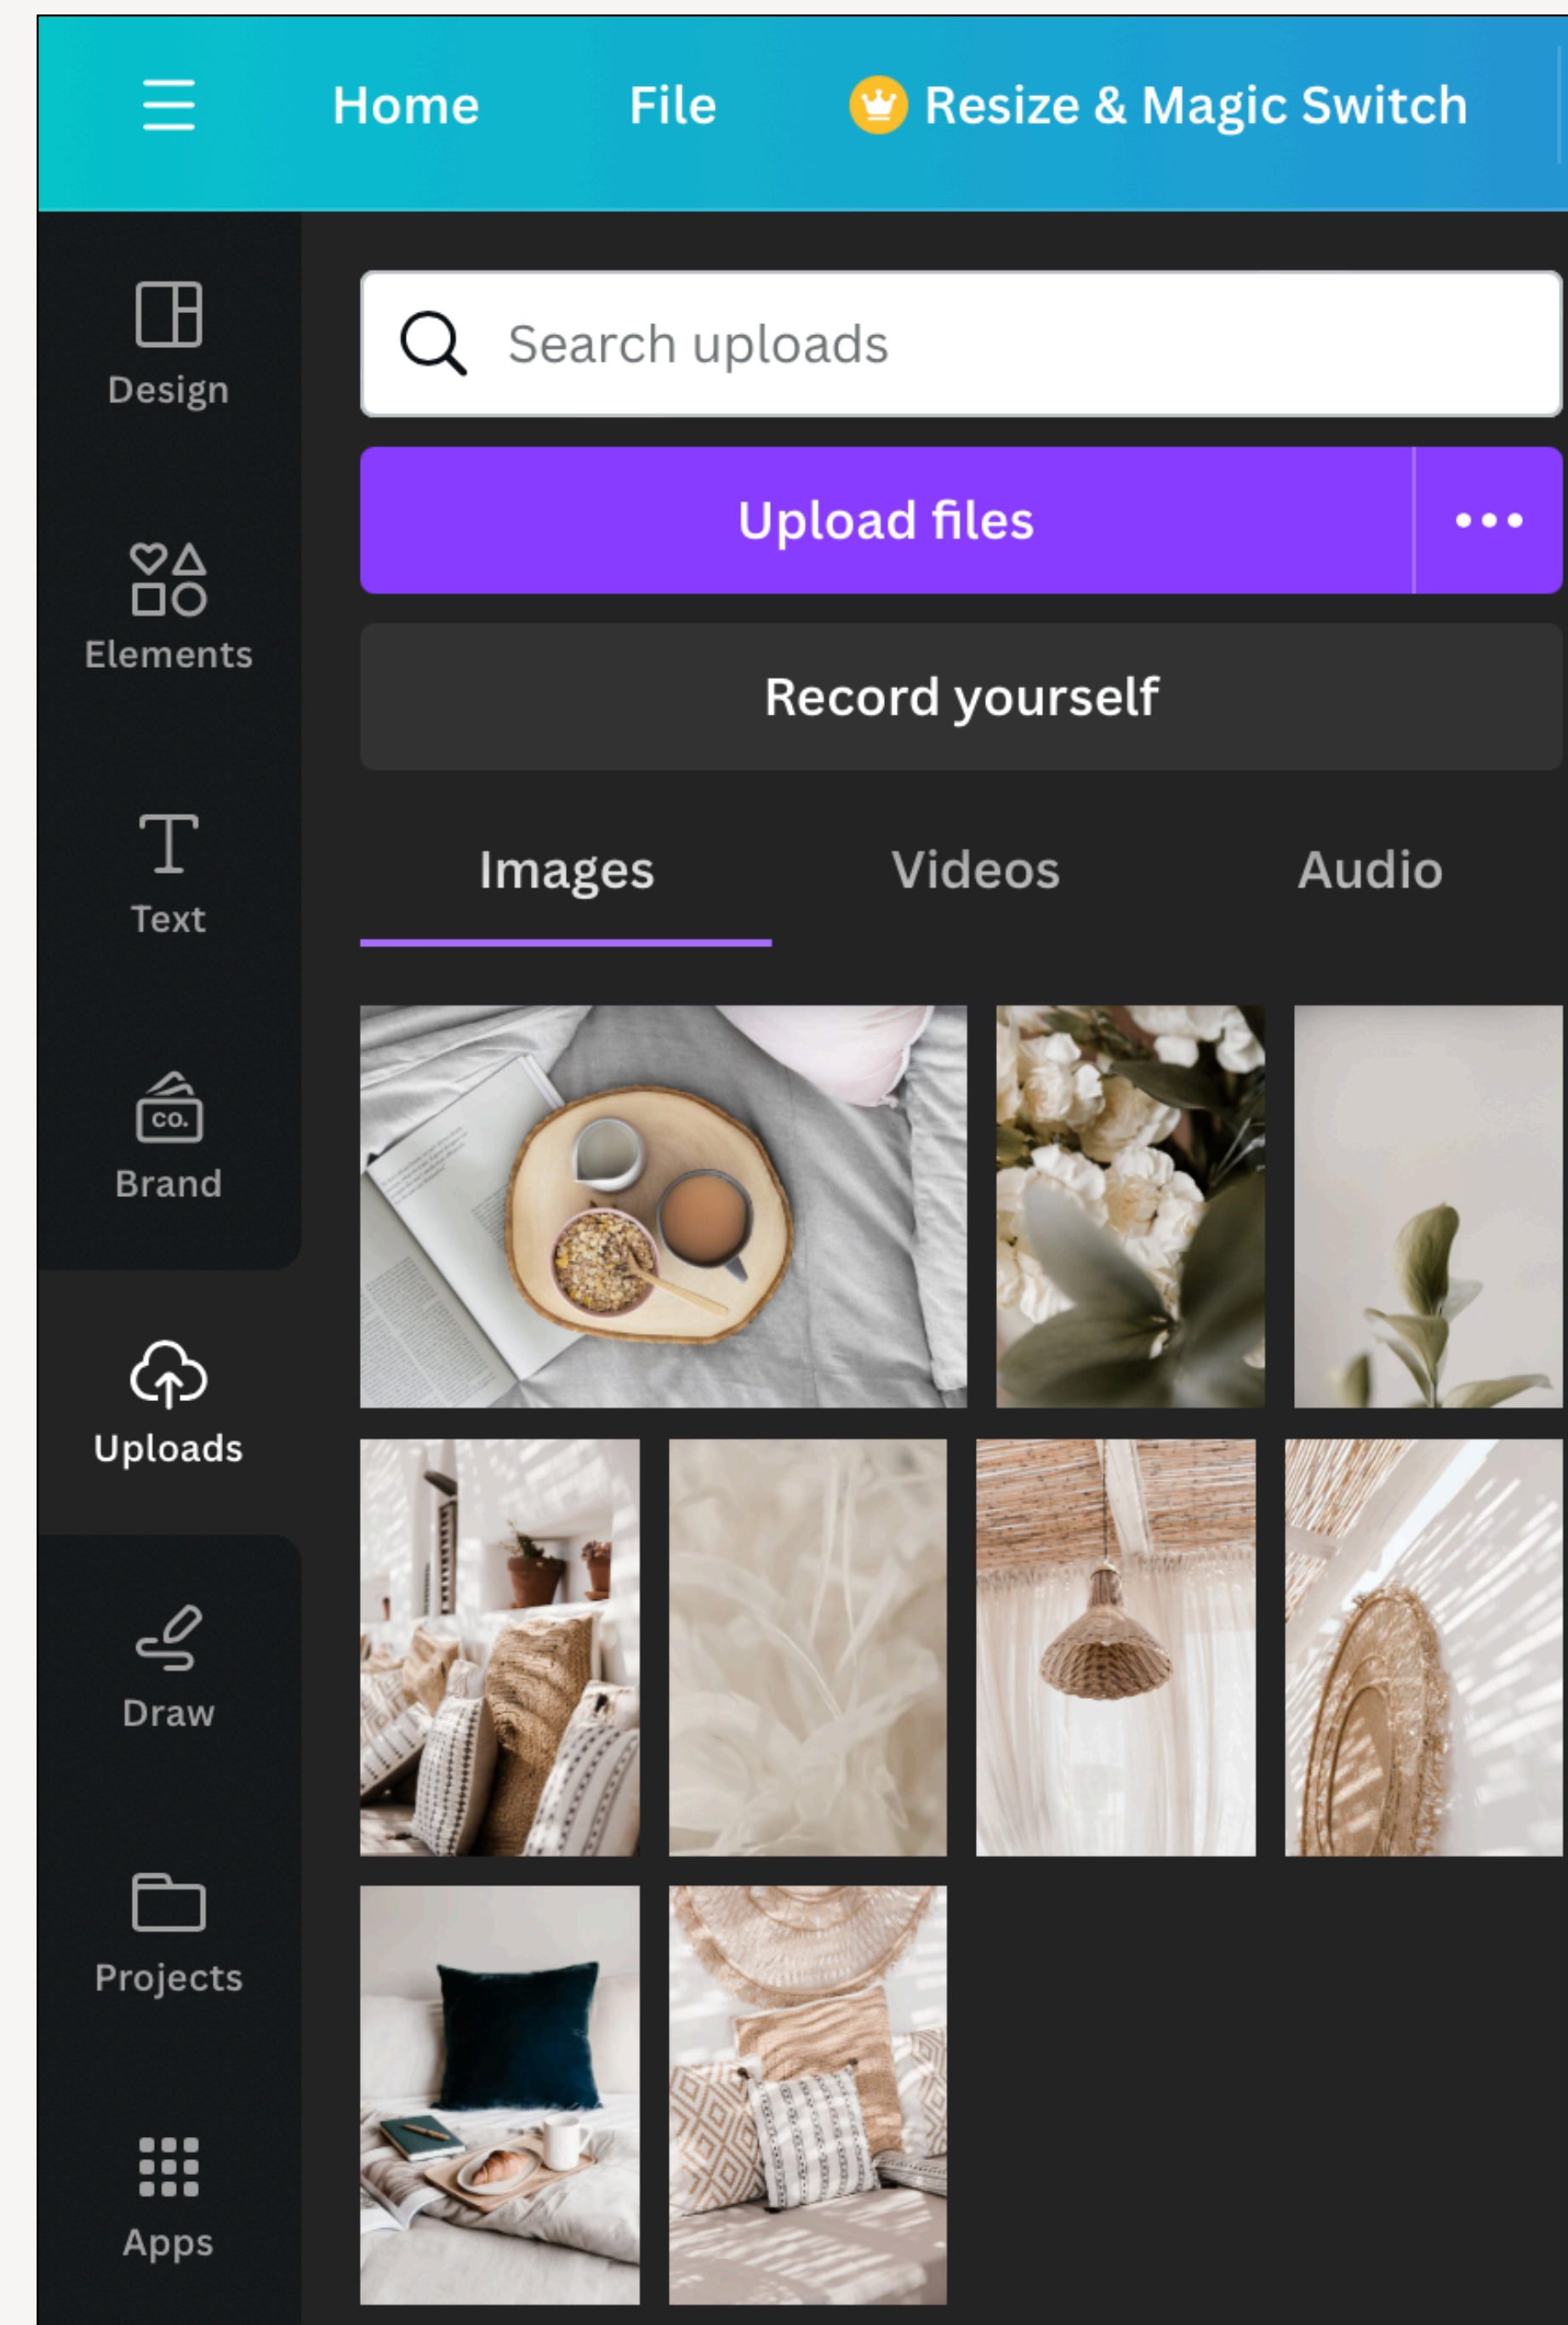 Home File Resize & Magic Switch
Search uploads
Upload files
Record yourself
Images Videos Audio
Design
Elements
Text
CO.
Brand
Uploads
Draw
Projects
Apps